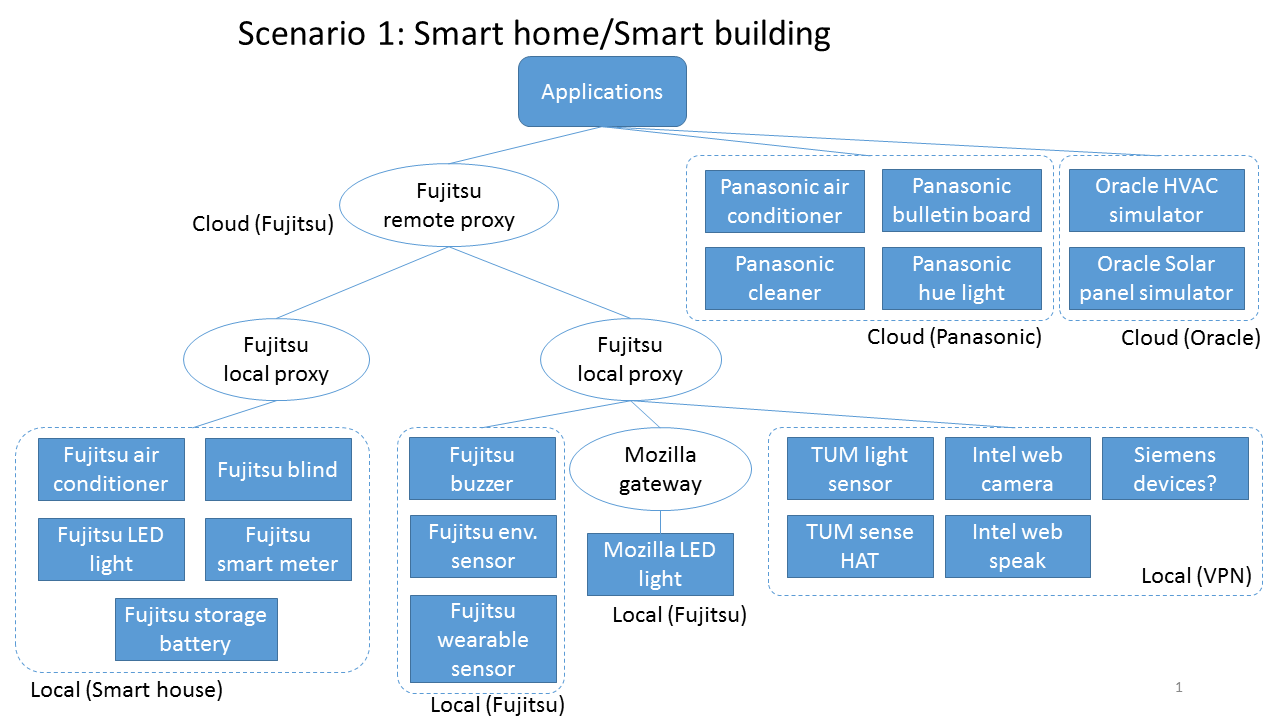 Scenario 1: Smart home/Smart building
Applications
Fujitsu
remote proxy
Cloud (Fujitsu)
Panasonic air
conditioner
Panasonic
bulletin board
Panasonic
cleaner
Panasonic
hue light
Cloud (Panasonic)
Oracle HVAC
simulator
Oracle Solar
panel simulator
Cloud (Oracle)
Fujitsu
local proxy
Fujitsu
local proxy
Fujitsu air
conditioner
Fujitsu blind
Fujitsu LED
light
Fujitsu
smart meter
Fujitsu storage
battery
Local (Smart house)
Fujitsu
buzzer
Fujitsu env.
sensor
Fujitsu
wearable
sensor
Local (Fujitsu)
Mozilla
gateway
Mozilla LED
light
Local (Fujitsu)
TUM light
sensor
Intel web
camera
Siemens
devices?
TUM sense
HAT
Intel web
speak
Local (VPN)
1